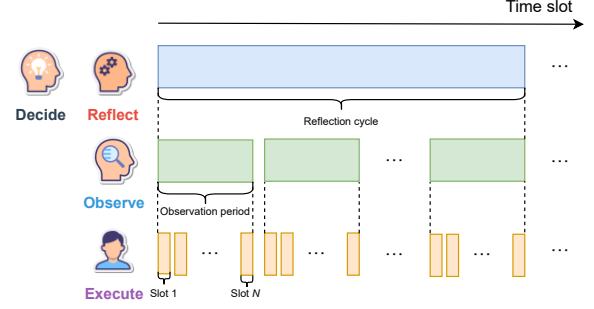 Time slot
Decide
Reflect
Reflection cycle
...
...
...
Observe
Observation period
...
...
...
...
...
Execute
Slot 1
Slot N